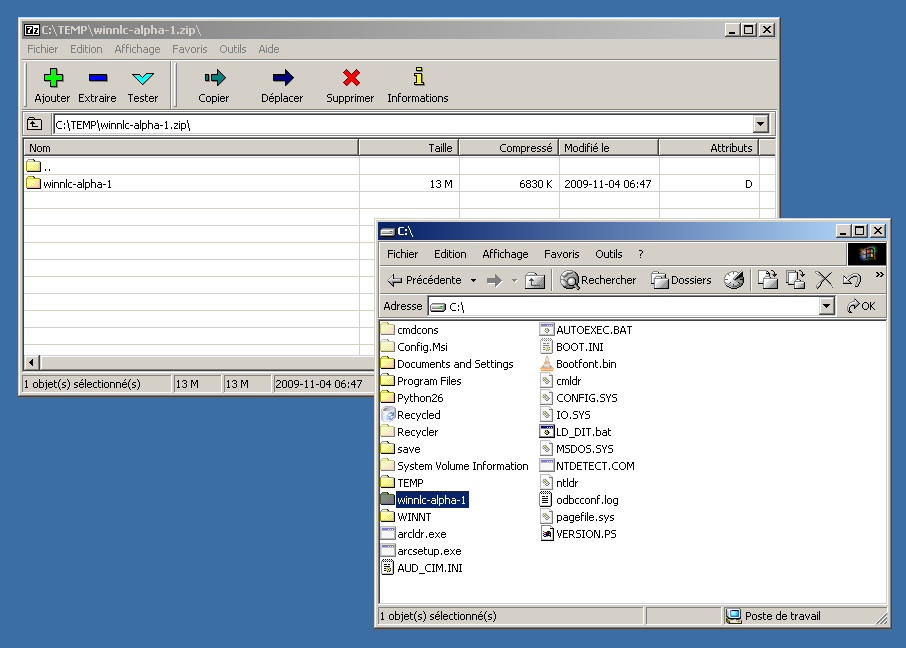 7z C:\TEMP\winnlc-alpha-1.zip\
Fichier Edition Affichage Favoris Outils Aide
Ajouter Extraire Tester Copier Déplacer Supprimer Informations
C:\TEMP\winnlc-alpha-1.zip\
Nom Taille Compressé Modifié le Attributs
..
winnlc-alpha-1 13 M 6830 K 2009-11-04 06:47 D
1 objet(s) sélectionné(s) 13 M 13 M 2009-11-04 06:47
C:\
Fichier Edition Affichage Favoris Outils ?
Précédente Rechercher Dossiers »
Adresse C:\ OK
cmdcons
Config.Msi
Documents and Settings
Program Files
Python26
Recycled
Recycler
save
System Volume Information
TEMP
winnlc-alpha-1
WINNT
arcldr.exe
arcsetup.exe
AUD_CIM.INI
AUTOEXEC.BAT
BOOT.INI
Bootfont.bin
cmldr
CONFIG.SYS
IO.SYS
LD_DIT.bat
MSDOS.SYS
NTDETECT.COM
ntldr
odbcconf.log
pagefile.sys
VERSION.PS
1 objet(s) sélectionné(s) Poste de travail